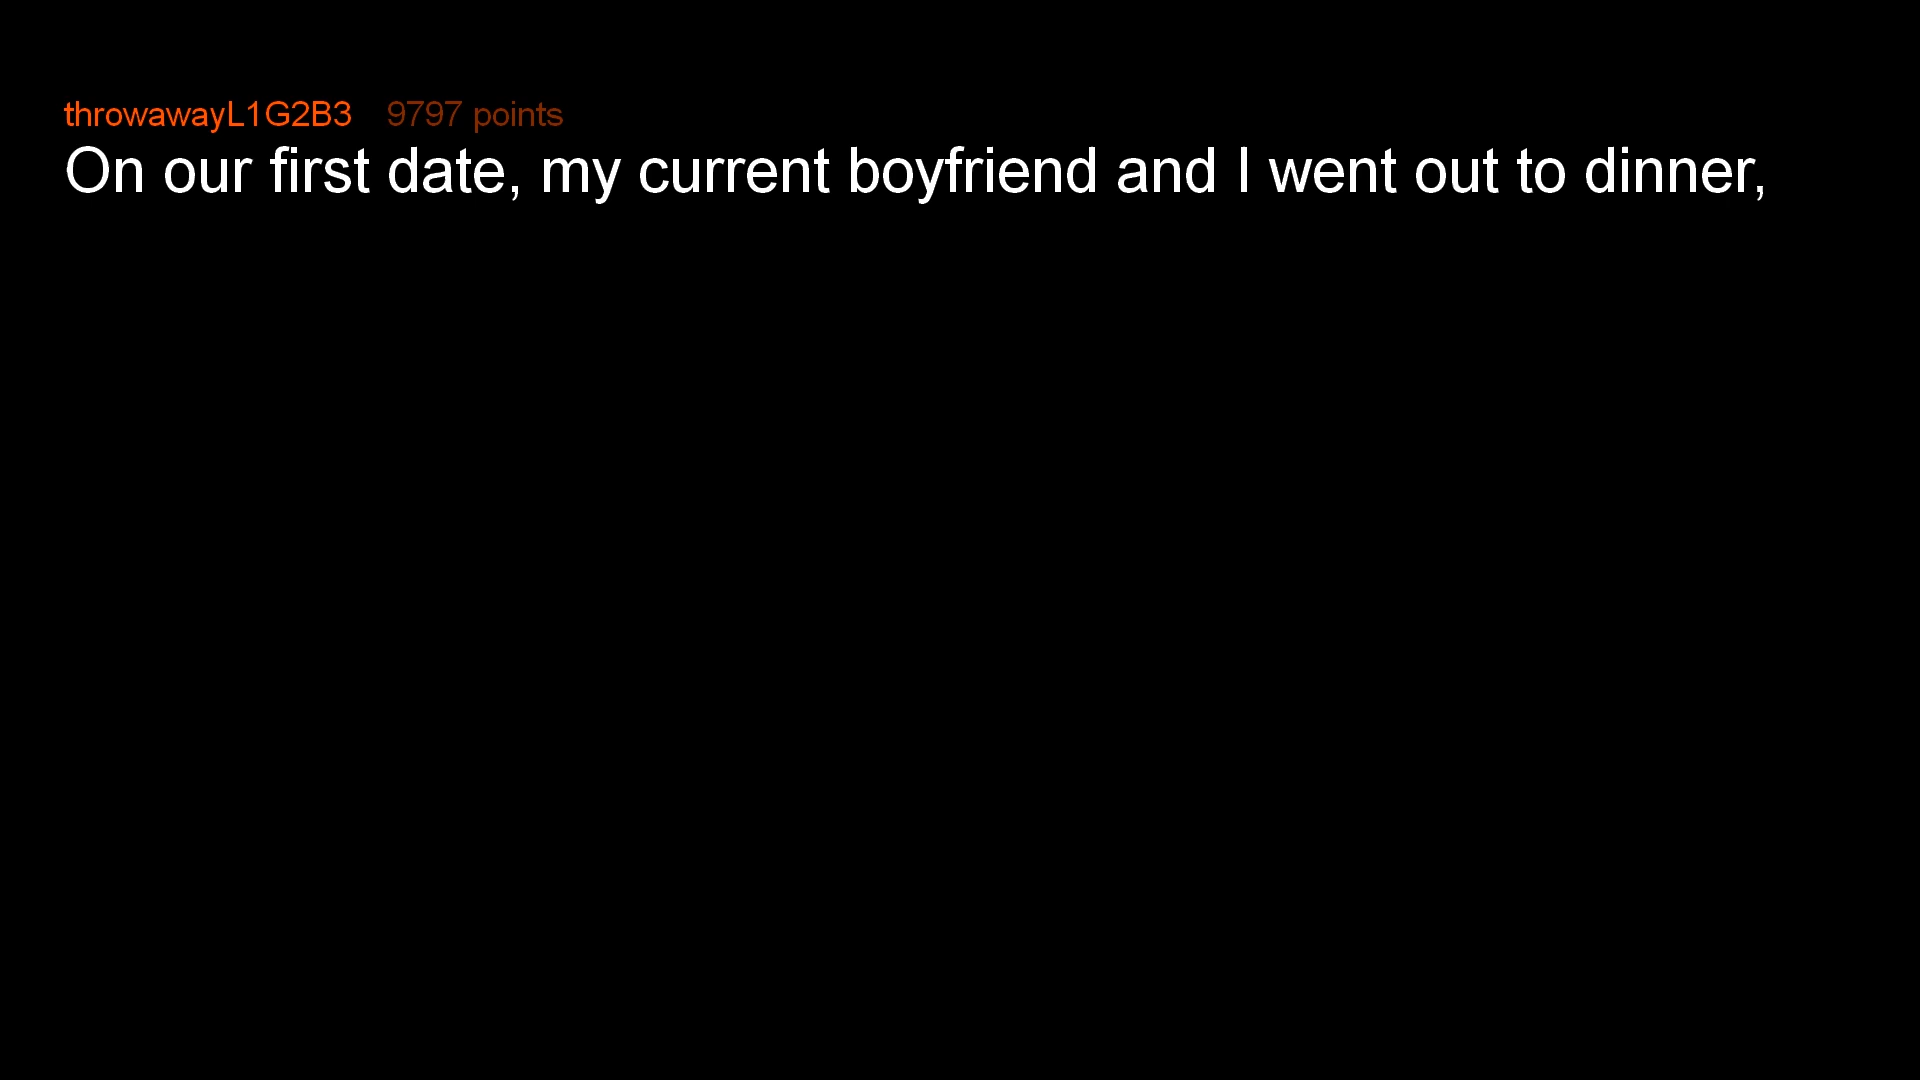 throwawayL1G2B3 9797 points
On our first date, my current boyfriend and I went out to dinner,